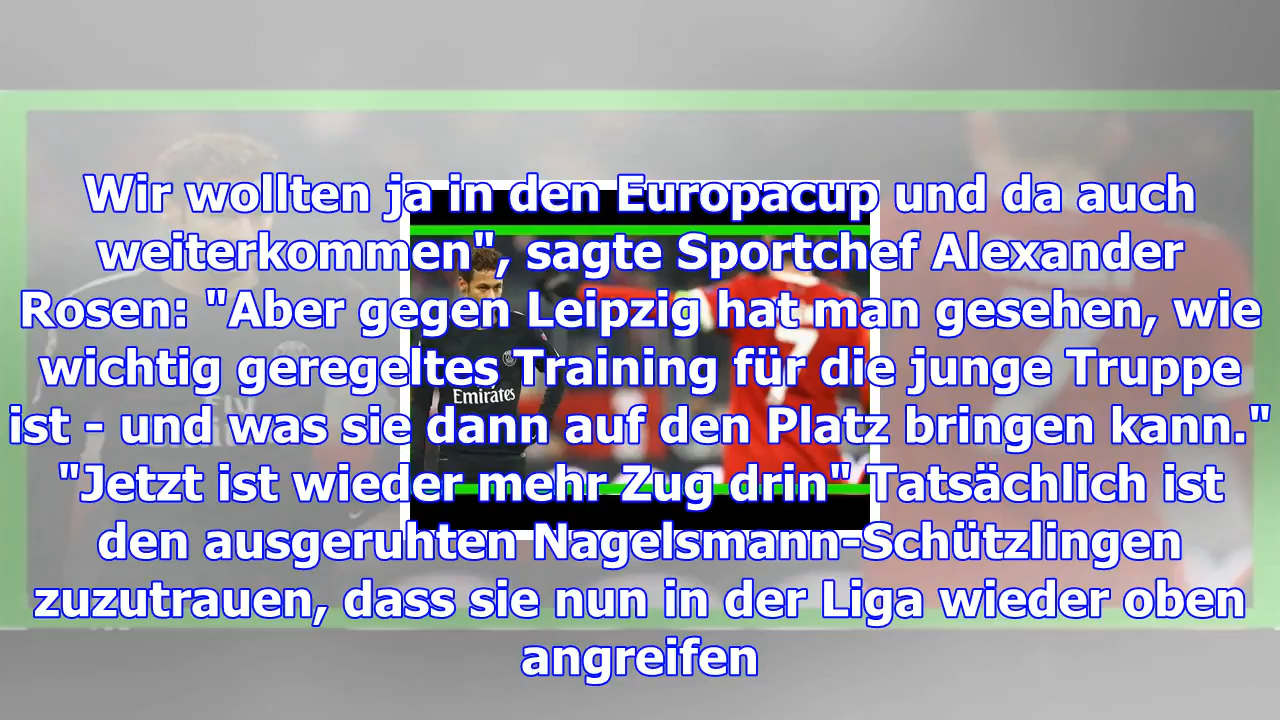 Wir wollten ja in den Europacup und da auch
weiterkommen", sagte Sportchef Alexander
Rosen: "Aber gegen Leipzig hat man gesehen, wie
wichtig geregeltes Training für die junge Truppe
ist - und was sie dann auf den Platz bringen kann."
"Jetzt ist wieder mehr Zug drin" Tatsächlich ist
den ausgeruhten Nagelsmann-Schützlingen
zuzutrauen, dass sie nun in der Liga wieder oben
angreifen
Fly
Emirates
7